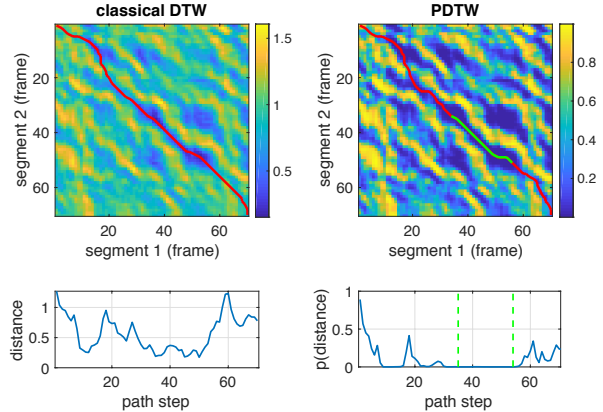 classical DTW
PDTW
20
40
60
segment 2 (frame)
20 40 60
segment 1 (frame)
1.5
1
0.5
20
40
60
segment 2 (frame)
20 40 60
segment 1 (frame)
0.8
0.6
0.4
0.2
1
0.5
0
distance
20 40 60
path step
1
0.5
0
p(distance)
20 40 60
path step